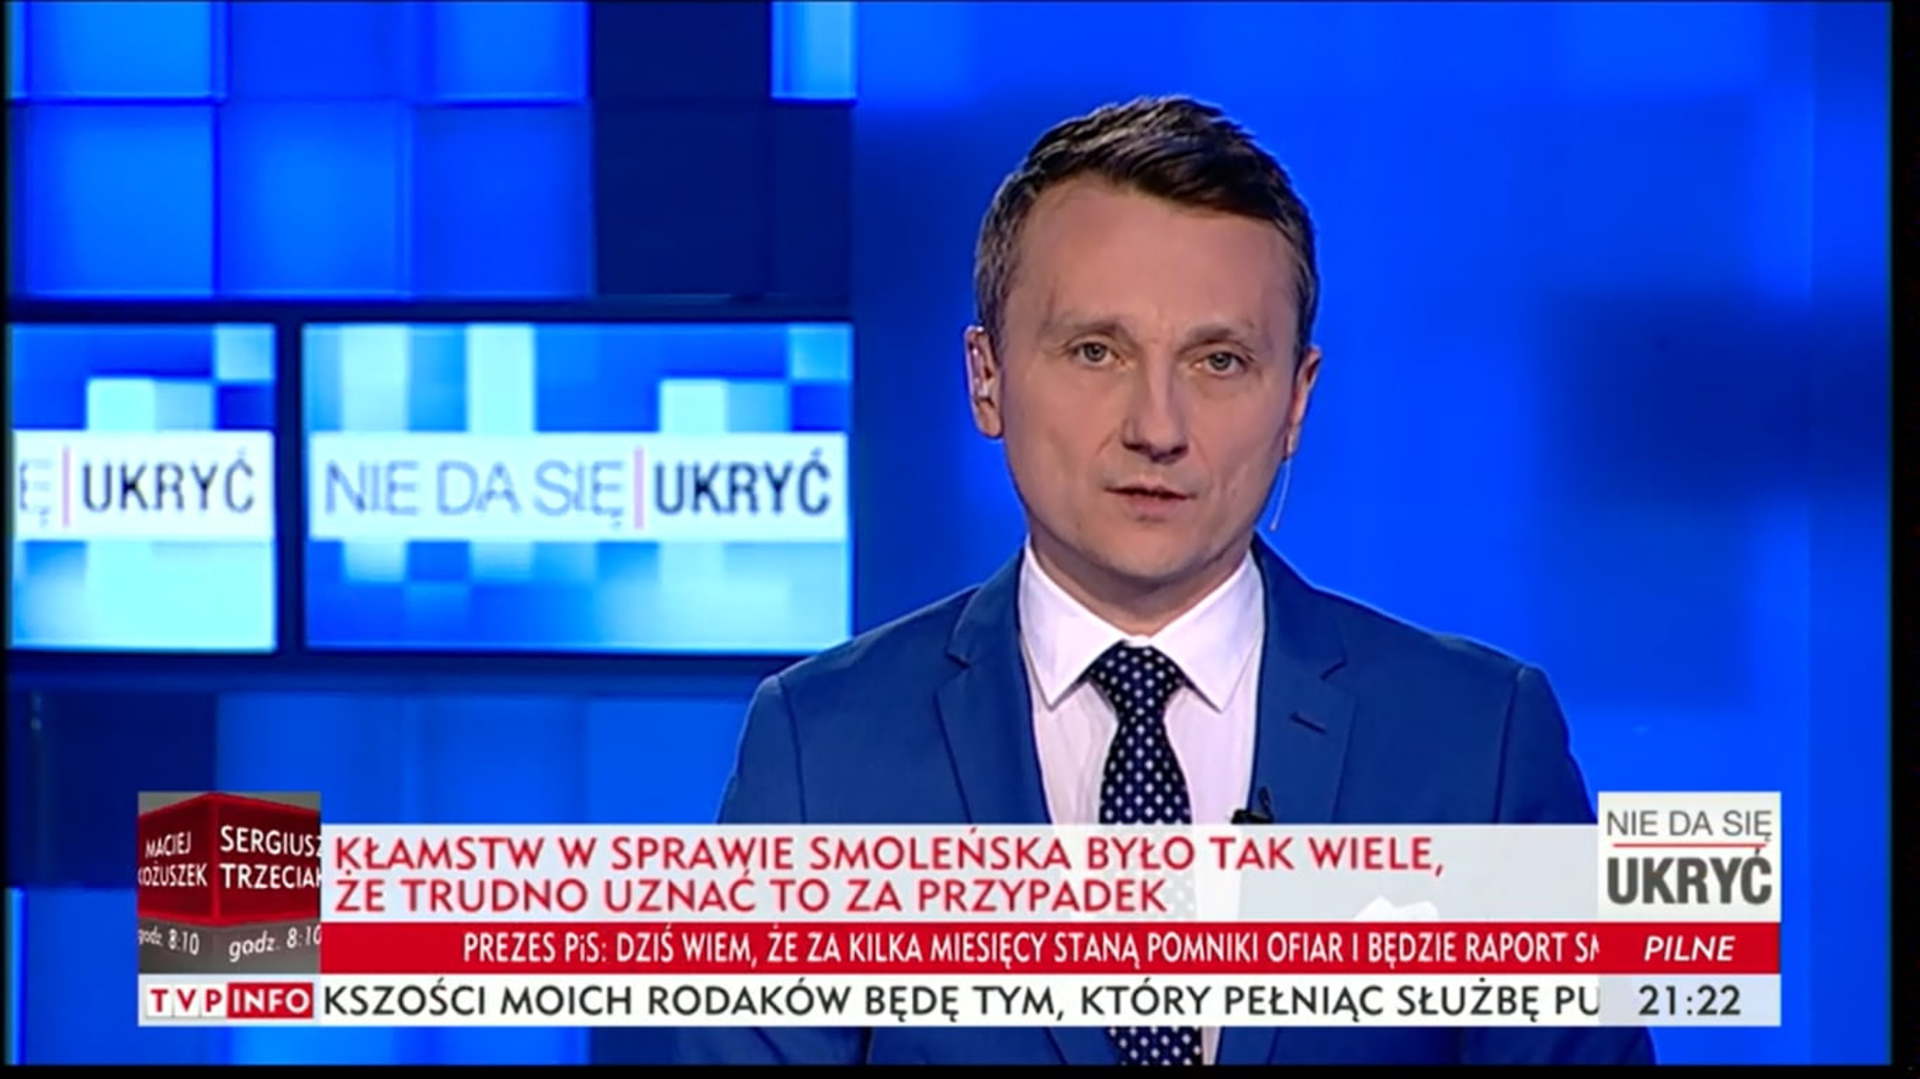 Ę UKRYĆ
NIE DA SIĘ UKRYĆ
MACIEJ
KOŻUSZEK
godz. 8:10
SERGIUSZ
TRZECIAK
godz. 8:10
KŁAMSTW W SPRAWIE SMOLEŃSKA BYŁO TAK WIELE,
ŻE TRUDNO UZNAĆ TO ZA PRZYPADEK
NIE DA SIĘ
UKRYĆ
PREZES PiS: DZIŚ WIEM, ŻE ZA KILKA MIESIĘCY STANĄ POMNIKI OFIAR I BĘDZIE RAPORT
PILNE
TVP INFO
KSZOŚCI MOICH RODAKÓW BĘDĘ TYM, KTÓRY PEŁNIĄC SŁUŻBĘ PU
21:22